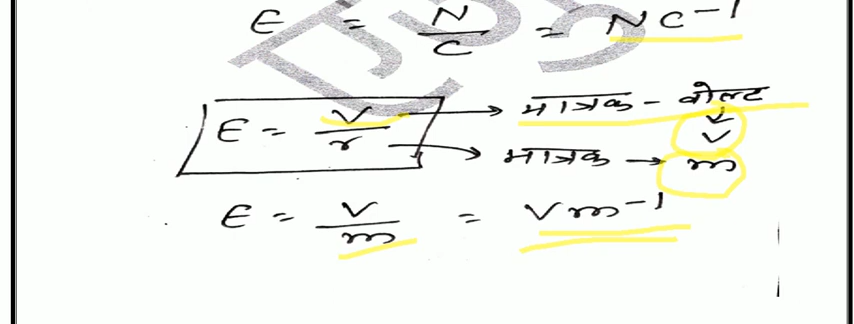 E = N/C = NC⁻¹
E = V/r → मात्रक - वोल्ट
V
→ मात्रक → m
E = V/m = Vm⁻¹